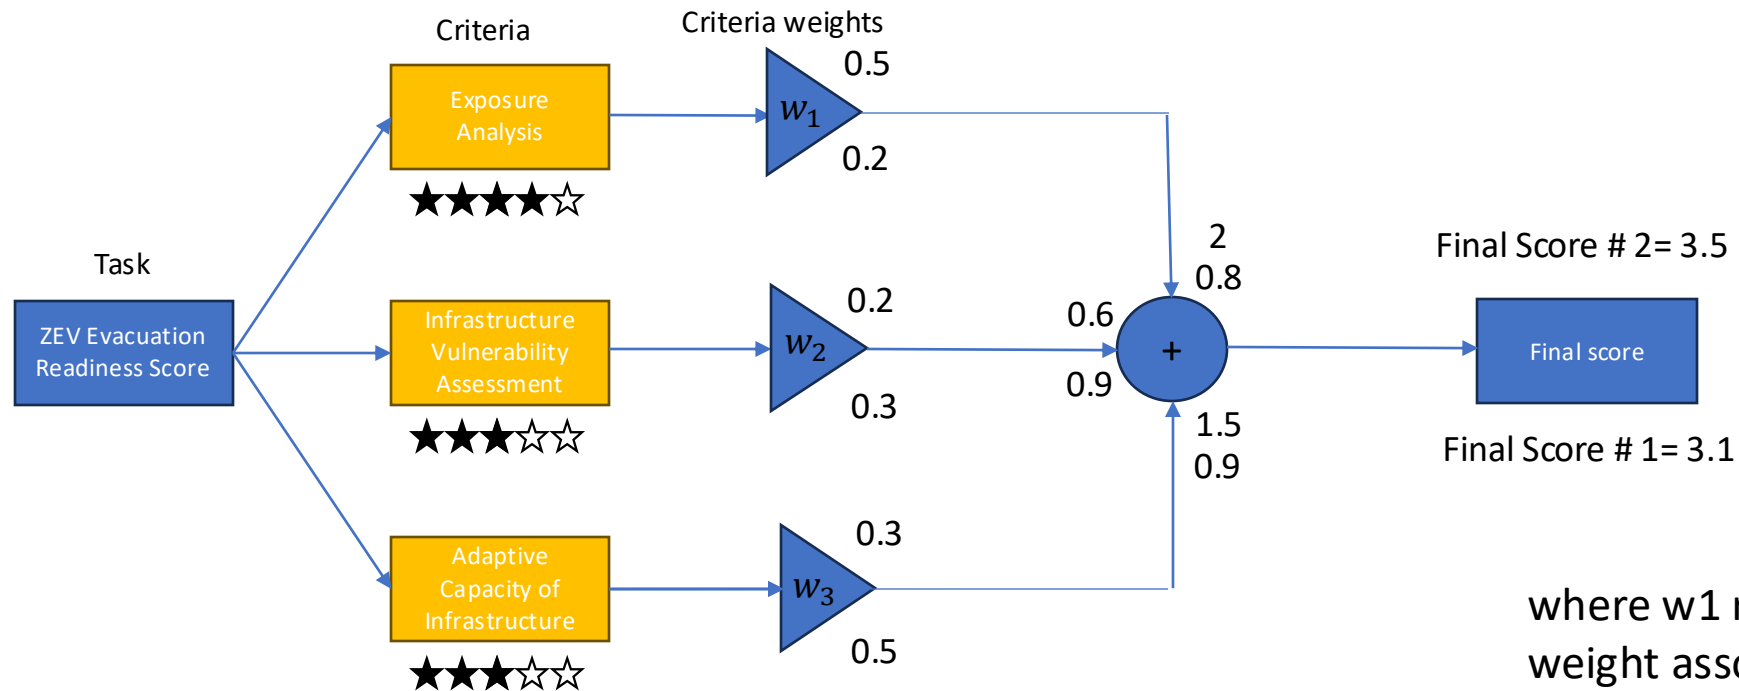 Criteria
Criteria weights
0.5
Exposure
Analysis
w₁
0.2
★★★★☆
Task
ZEV Evacuation
Readiness Score
Infrastructure
Vulnerability
Assessment
0.2
w₂
0.3
★★★☆☆
2
0.8
0.6
+
0.9
1.5
0.9
Final Score # 2= 3.5
Final score
Final Score # 1= 3.1
Adaptive
Capacity of
Infrastructure
0.3
w₃
0.5
★★★☆☆
where w1
weight